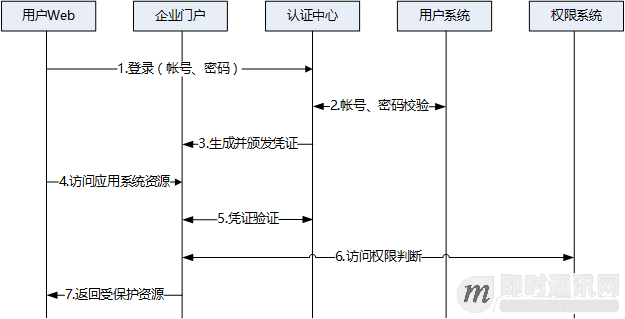 用户Web
企业门户
认证中心
用户系统
权限系统
1.登录（帐号、密码）
2.帐号、密码校验
3.生成并颁发凭证
4.访问应用系统资源
5.凭证验证
6.访问权限判断
7.返回受保护资源
m 即时通讯网